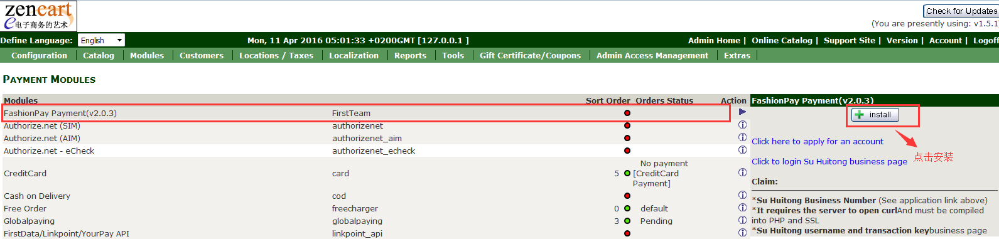 zencart
e电子商务的艺术
Check for Updates
(You are presently using: v1.5.1
Define Language: English Mon, 11 Apr 2016 05:01:33 +0200GMT [127.0.0.1 ] Admin Home | Online Catalog | Support Site | Version | Account | Logoff
Configuration Catalog Modules Customers Locations / Taxes Localization Reports Tools Gift Certificate/Coupons Admin Access Management Extras
PAYMENT MODULES
Modules Sort Order Orders Status Action
FashionPay Payment(v2.0.3) FirstTeam
Authorize.net (SIM) authorizenet
Authorize.net (AIM) authorizenet_aim
Authorize.net - eCheck authorizenet_echeck
CreditCard card 5 No payment
[CreditCard
Payment]
Cash on Delivery cod
Free Order freecharger 0 default
Globalpaying globalpaying 3 Pending
FirstData/Linkpoint/YourPay API linkpoint_api
FashionPay Payment(v2.0.3)
install
Click here to apply for an account
点击安装
Click to login Su Huitong business page
Claim:
*Su Huitong Business Number (See application link above)
*It requires the server to open curlAnd must be compiled
into PHP and SSL
*Su Huitong username and transaction keybusiness page